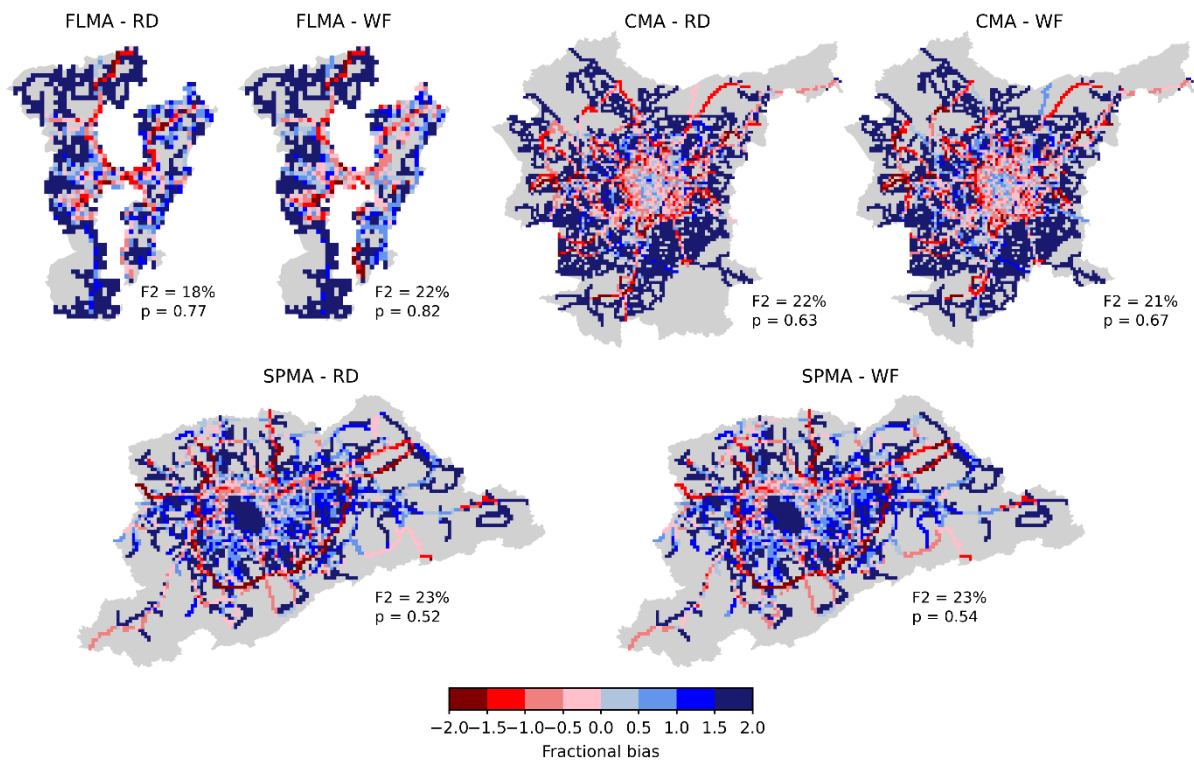 FLMA - RD
FLMA - WF
CMA - RD
CMA - WF
F2 = 18%
p = 0.77
F2 = 22%
p = 0.82
F2 = 22%
p = 0.63
F2 = 21%
p = 0.67
SPMA - RD
SPMA - WF
F2 = 23%
p = 0.52
F2 = 23%
p = 0.54
−2.0 −1.5 −1.0 −0.5 0.0 0.5 1.0 1.5 2.0
Fractional bias